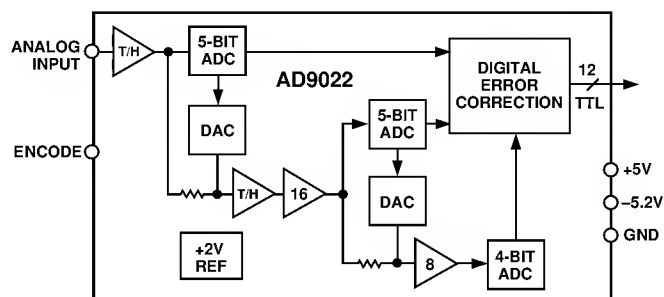 ANALOG
INPUT
T/H
5-BIT
ADC
AD9022
DIGITAL
ERROR
CORRECTION
12
TTL
DAC
5-BIT
ADC
ENCODE
T/H
16
DAC
+5V
–5.2V
GND
+2V
REF
8
4-BIT
ADC